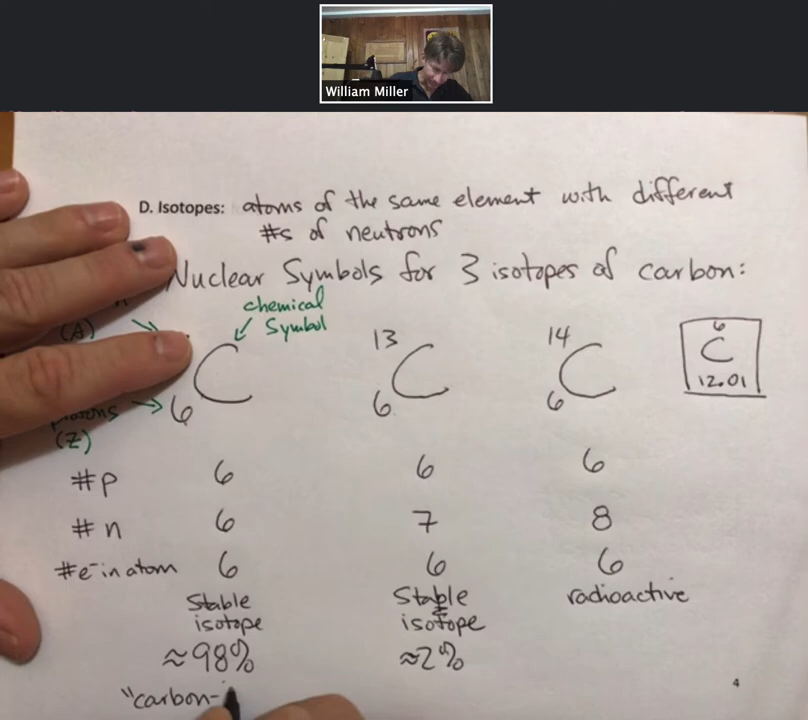 William Miller
D. Isotopes: atoms of the same element with different
#s of neutrons
Nuclear Symbols for 3 isotopes of carbon:
chemical
Symbol
(A)
6 C
13 6 C
14 6 C
6
C
12.01
protons
(Z)
#p 6 6 6
#n 6 7 8
#e⁻ in atom 6 6 6
Stable Stable radioactive
isotope isotope
≈98% ≈2%
"carbon-
4